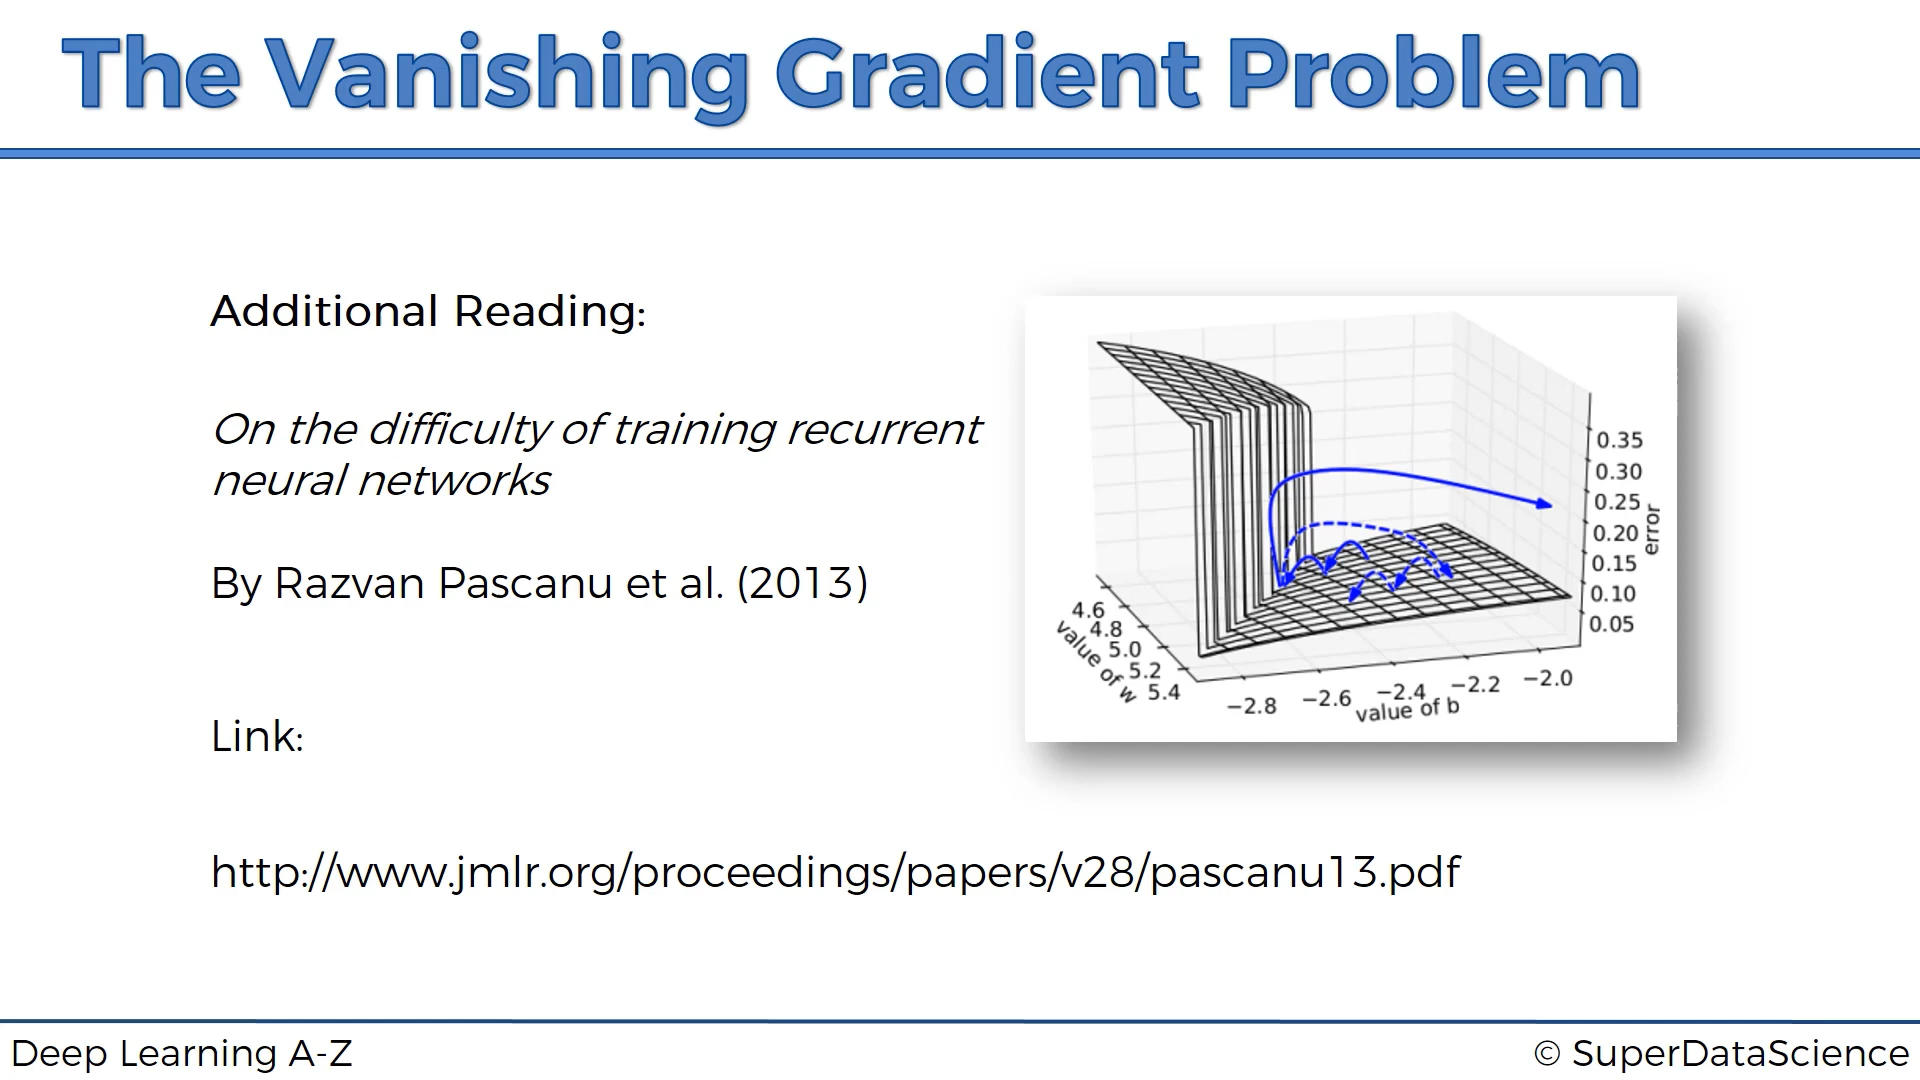 The Vanishing Gradient Problem
Additional Reading:
On the difficulty of training recurrent
neural networks
By Razvan Pascanu et al. (2013)
Link:
http://www.jmlr.org/proceedings/papers/v28/pascanu13.pdf
0.35
0.30
0.25
0.20
0.15
0.10
0.05
error
4.6
4.8
5.0
5.2
5.4
value of w
−2.8
−2.6
−2.4
−2.2
−2.0
value of b
Deep Learning A-Z
© SuperDataScience